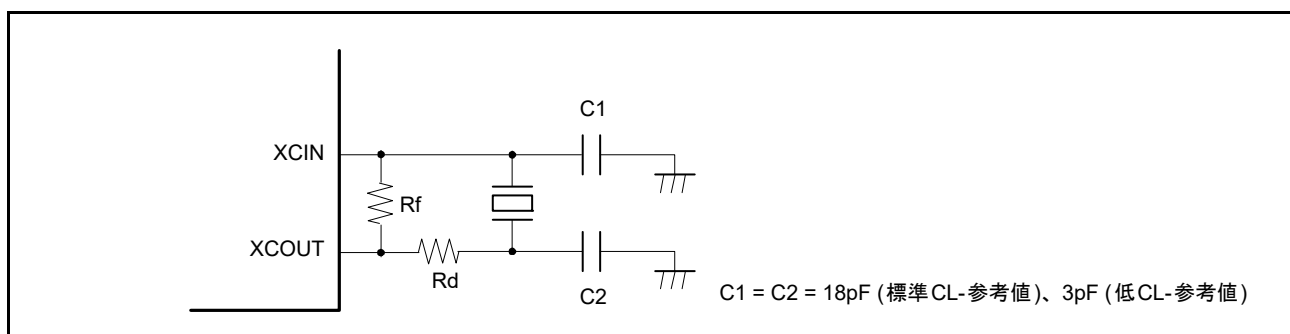 C1
XCIN
Rf
XCOUT
Rd
C2
C1 = C2 = 18pF (標準CL-参考値)、3pF (低CL-参考値)